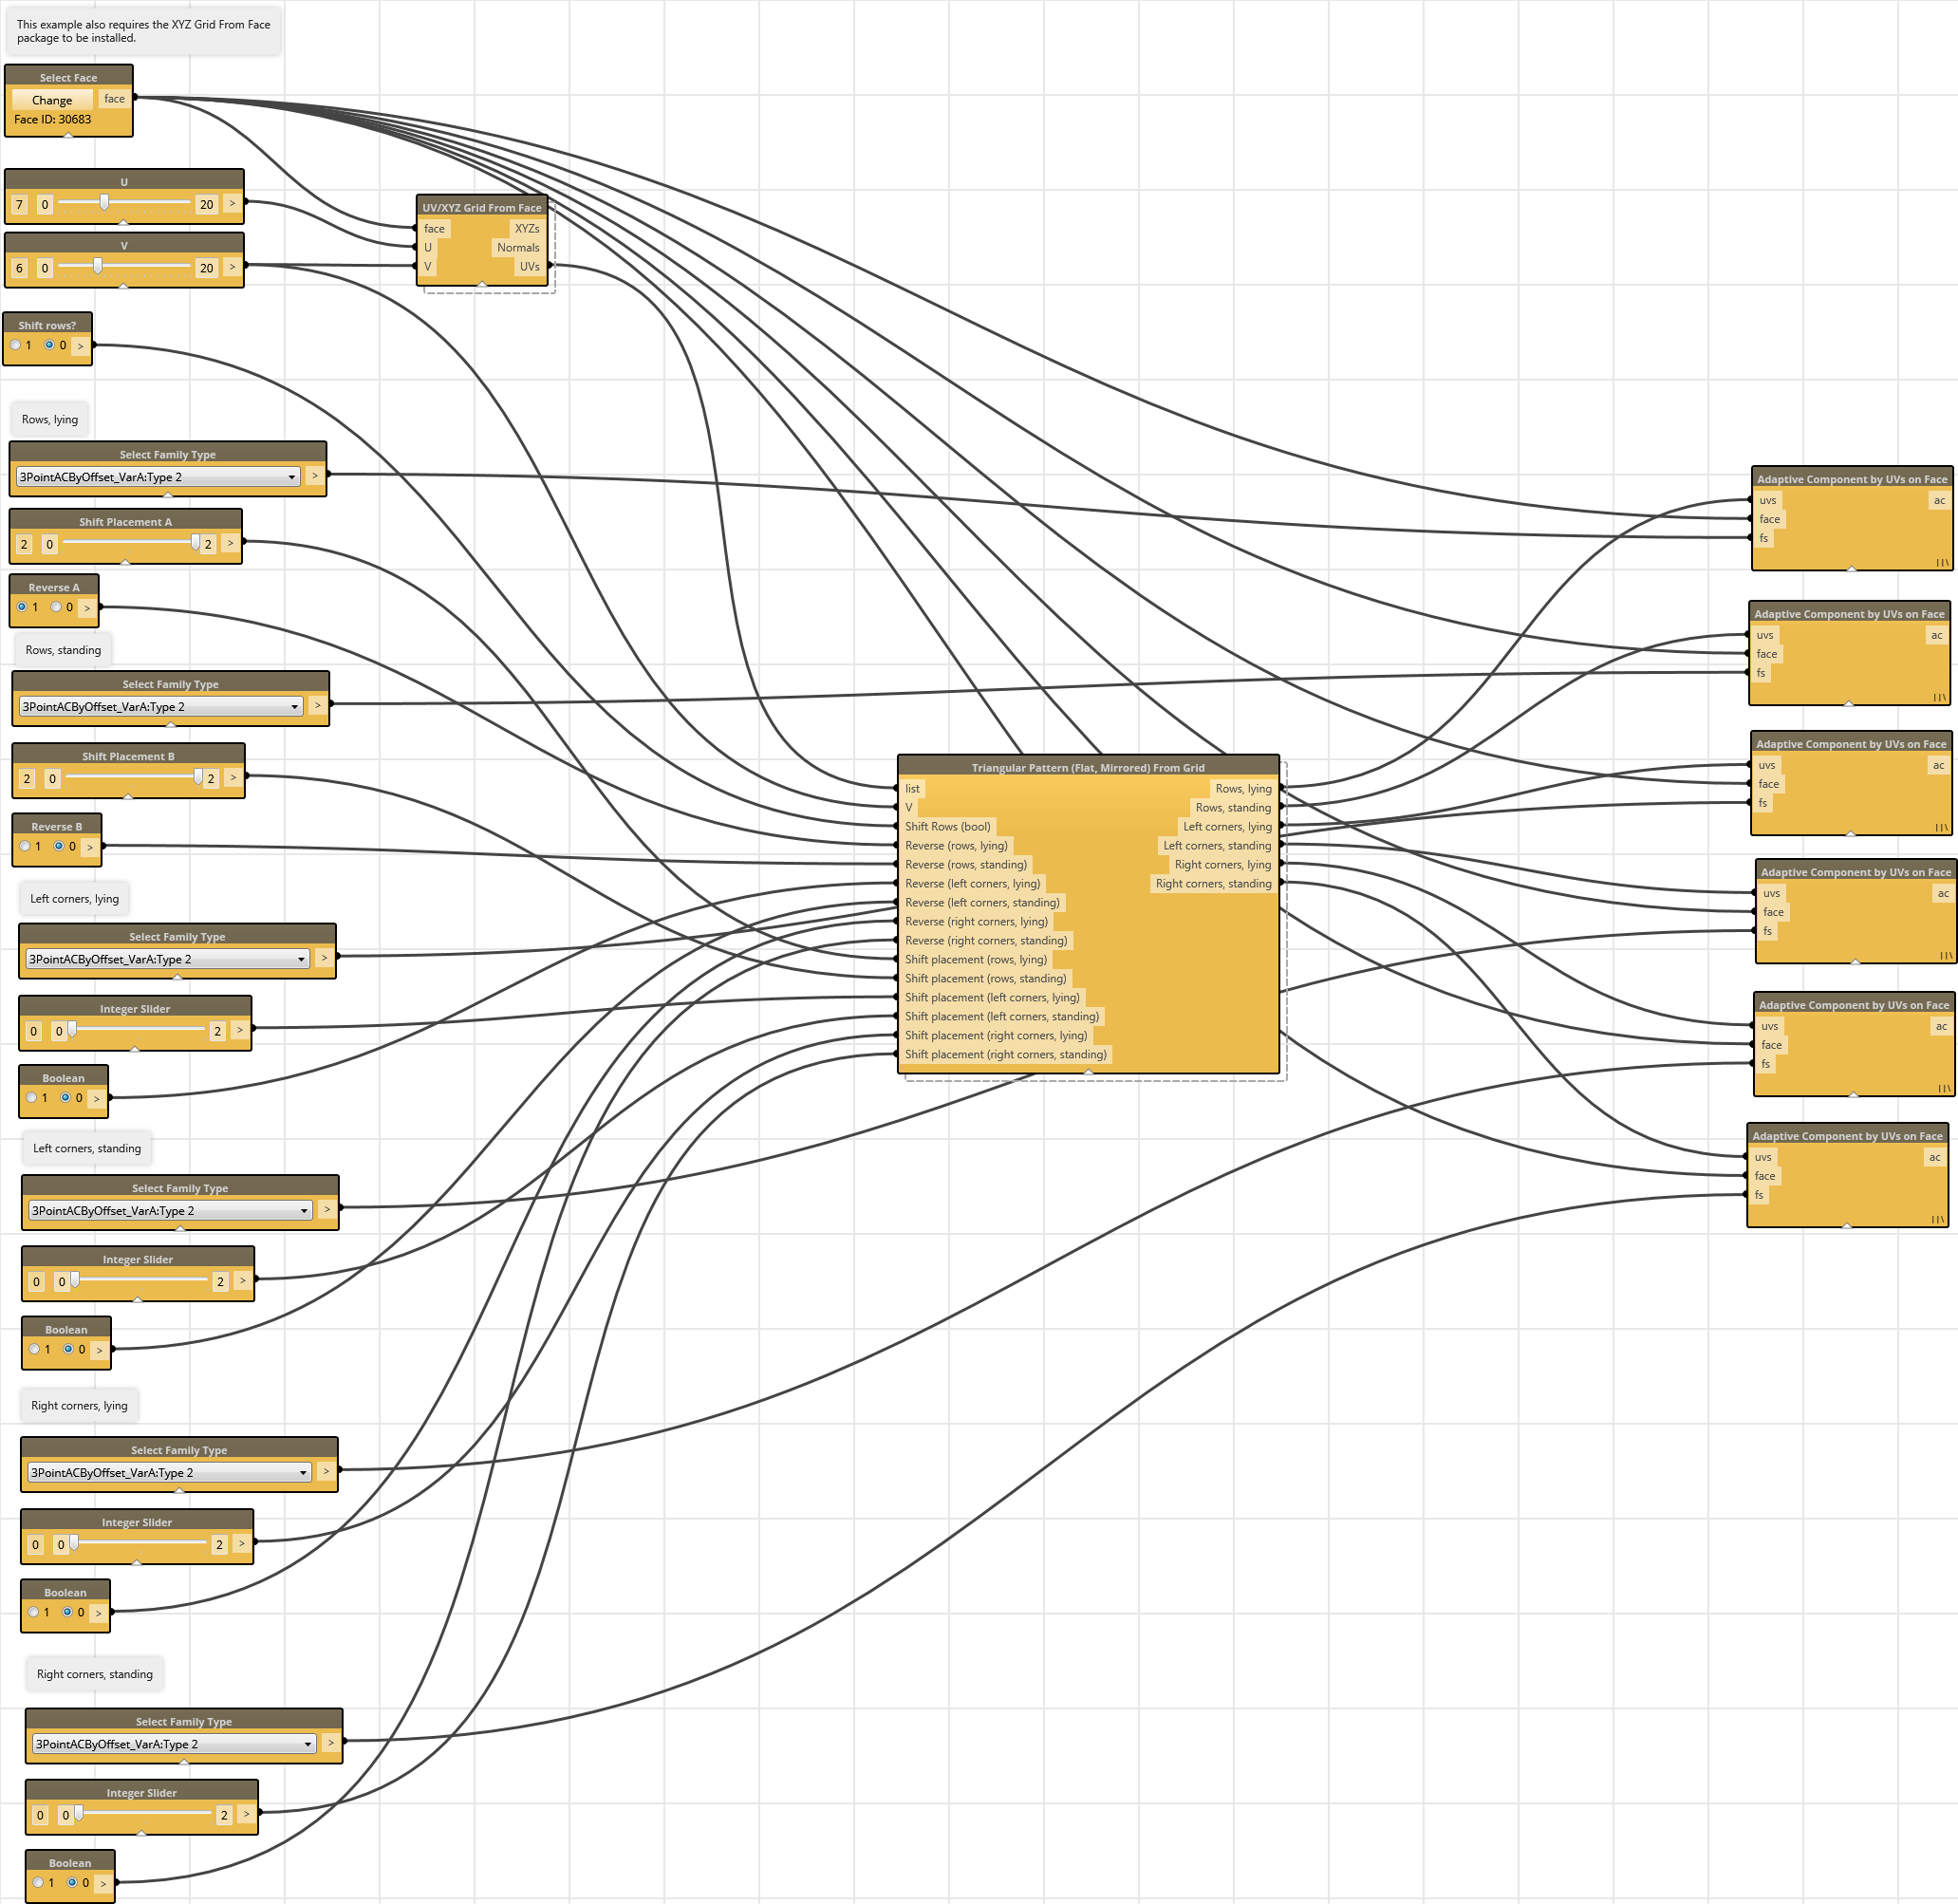 This example also requires the XYZ Grid From Face
package to be installed.
Select Face
Change face
Face ID: 30683
U
7 0 20 >
V
6 0 20 >
UV/XYZ Grid From Face
face XYZs
U Normals
V UVs
Shift rows?
1 0 >
Rows, lying
Select Family Type
3PointACByOffset_VarA:Type 2 >
Shift Placement A
2 0 2 >
Reverse A
1 0 >
Rows, standing
Select Family Type
3PointACByOffset_VarA:Type 2 >
Shift Placement B
2 0 2 >
Reverse B
1 0 >
Left corners, lying
Select Family Type
3PointACByOffset_VarA:Type 2 >
Integer Slider
0 0 2 >
Boolean
1 0 >
Left corners, standing
Select Family Type
3PointACByOffset_VarA:Type 2 >
Integer Slider
0 0 2 >
Boolean
1 0 >
Right corners, lying
Select Family Type
3PointACByOffset_VarA:Type 2 >
Integer Slider
0 0 2 >
Boolean
1 0 >
Right corners, standing
Select Family Type
3PointACByOffset_VarA:Type 2 >
Integer Slider
0 0 2 >
Boolean
1 0 >
Triangular Pattern (Flat, Mirrored) From Grid
list Rows, lying
V Rows, standing
Shift Rows (bool) Left corners, lying
Reverse (rows, lying) Left corners, standing
Reverse (rows, standing) Right corners, lying
Reverse (left corners, lying) Right corners, standing
Reverse (left corners, standing)
Reverse (right corners, lying)
Reverse (right corners, standing)
Shift placement (rows, lying)
Shift placement (rows, standing)
Shift placement (left corners, lying)
Shift placement (left corners, standing)
Shift placement (right corners, lying)
Shift placement (right corners, standing)
Adaptive Component by UVs on Face
uvs ac
face
fs
||\
Adaptive Component by UVs on Face
uvs ac
face
fs
||\
Adaptive Component by UVs on Face
uvs ac
face
fs
||\
Adaptive Component by UVs on Face
uvs ac
face
fs
||\
Adaptive Component by UVs on Face
uvs ac
face
fs
||\
Adaptive Component by UVs on Face
uvs ac
face
fs
||\